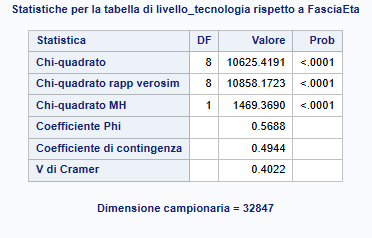 Statistiche per la tabella di livello_tecnologia rispetto a FasciaEta
Statistica DF Valore Prob
Chi-quadrato 8 10625.4191 <.0001
Chi-quadrato rapp verosim 8 10858.1723 <.0001
Chi-quadrato MH 1 1469.3690 <.0001
Coefficiente Phi 0.5688
Coefficiente di contingenza 0.4944
V di Cramer 0.4022
Dimensione campionaria = 32847